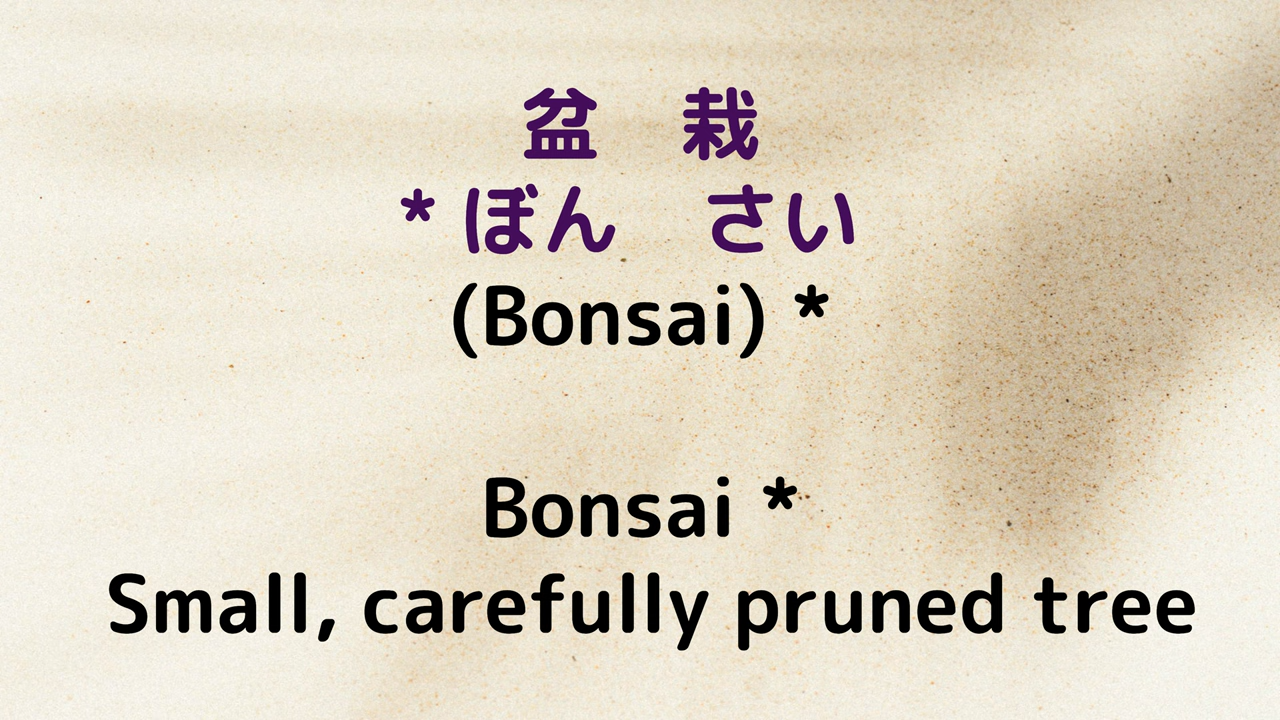 盆　栽
* ぼん　さい
(Bonsai) *
Bonsai *
Small, carefully pruned tree